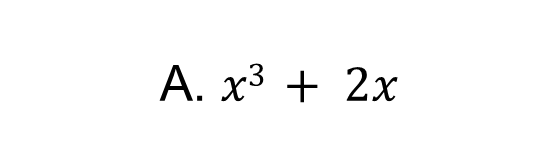 A. x³ + 2x